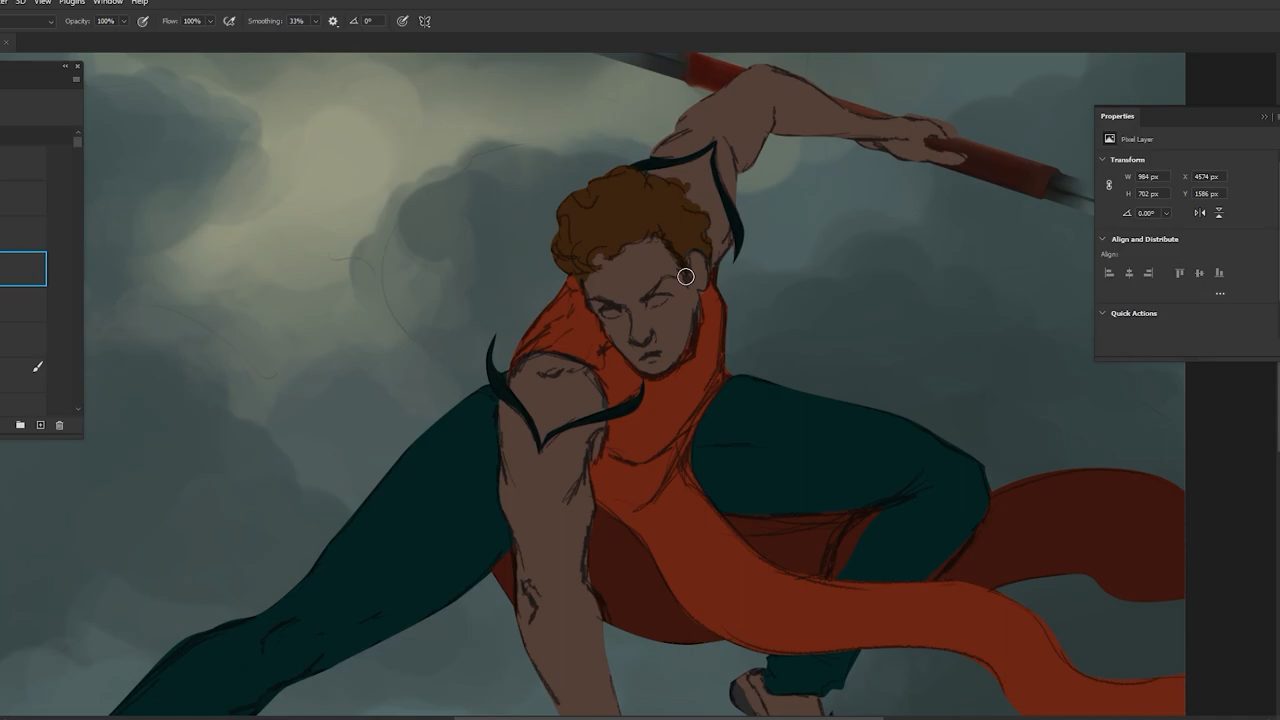 3D View Plugins Window Help
Opacity: 100% Flow: 100% Smoothing: 33% 0°
Properties
Pixel Layer
Transform
W 984 px X 4574 px
H 702 px Y 1586 px
0.00°
Align and Distribute
Align:
Quick Actions